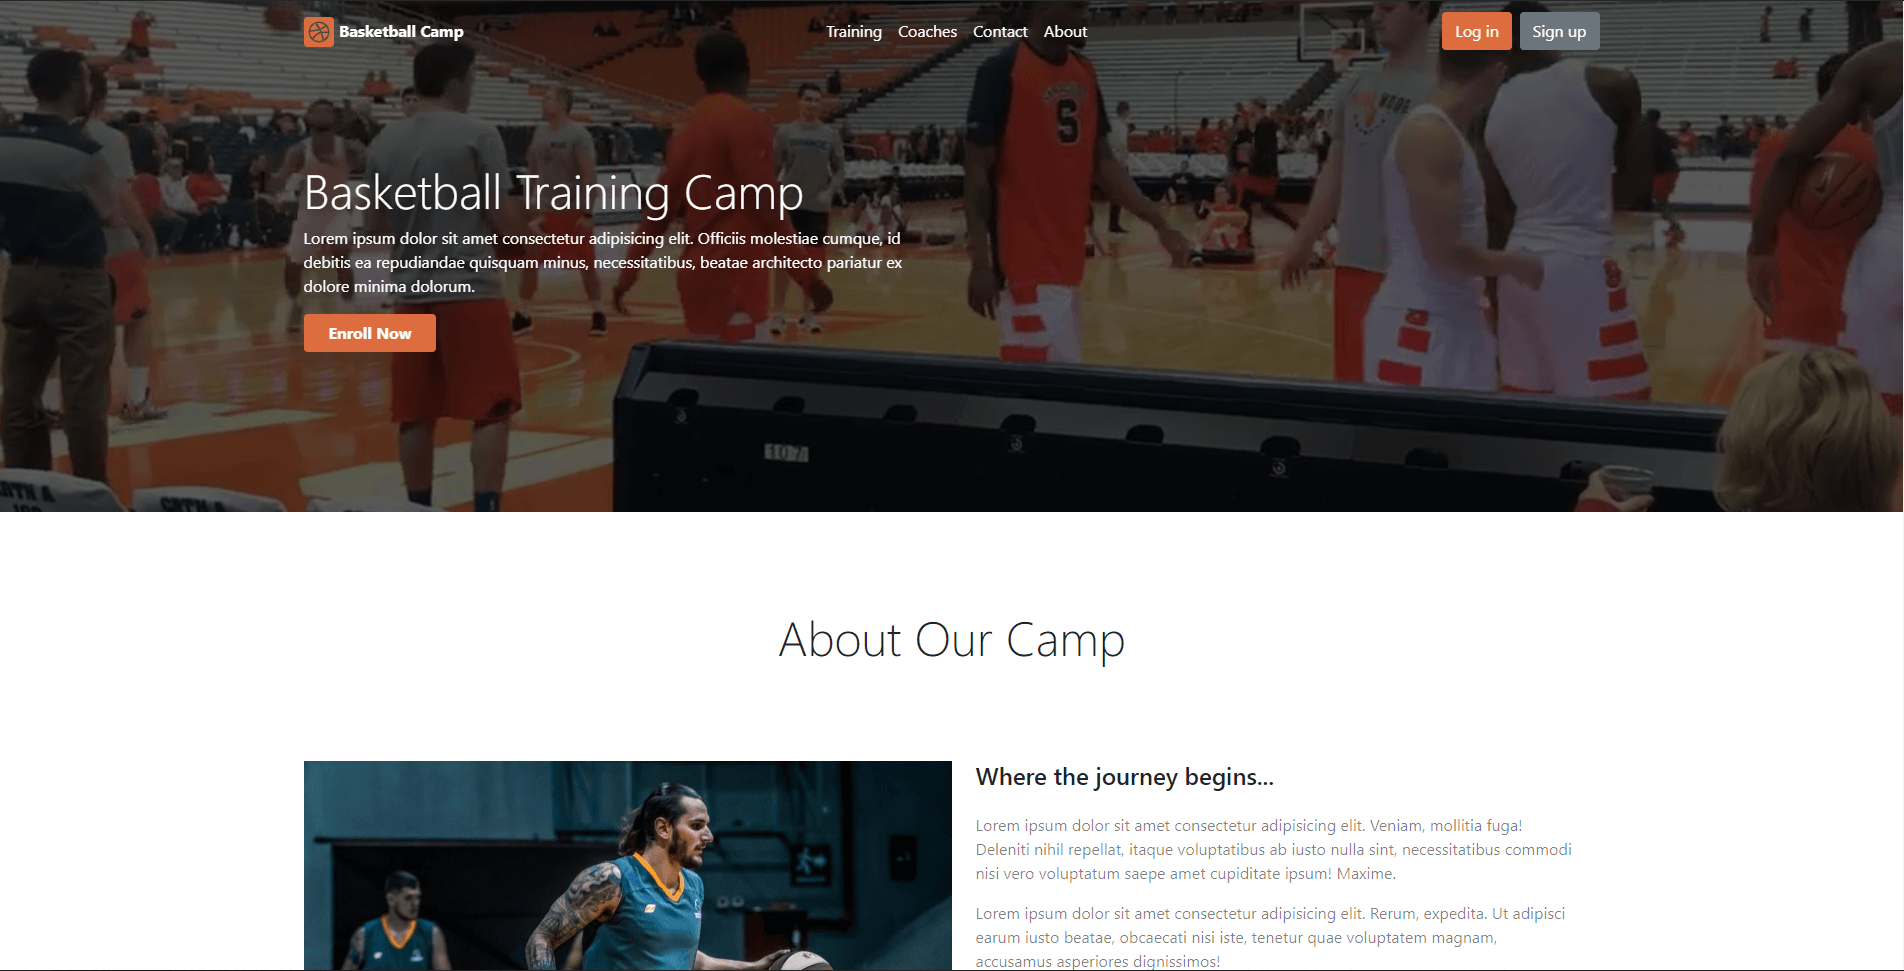 Basketball Camp
Training Coaches Contact About
Log in Sign up
Basketball Training Camp
Lorem ipsum dolor sit amet consectetur adipisicing elit. Officiis molestiae cumque, id
debitis ea repudiandae quisquam minus, necessitatibus, beatae architecto pariatur ex
dolore minima dolorum.
Enroll Now
S
107
About Our Camp
Where the journey begins...
Lorem ipsum dolor sit amet consectetur adipisicing elit. Veniam, mollitia fuga!
Deleniti nihil repellat, itaque voluptatibus ab iusto nulla sint, necessitatibus commodi
nisi vero voluptatum saepe amet cupiditate ipsum! Maxime.
Lorem ipsum dolor sit amet consectetur adipisicing elit. Rerum, expedita. Ut adipisci
earum iusto beatae, obcaecati nisi iste, tenetur quae voluptatem magnam,
accusamus asperiores dignissimos!